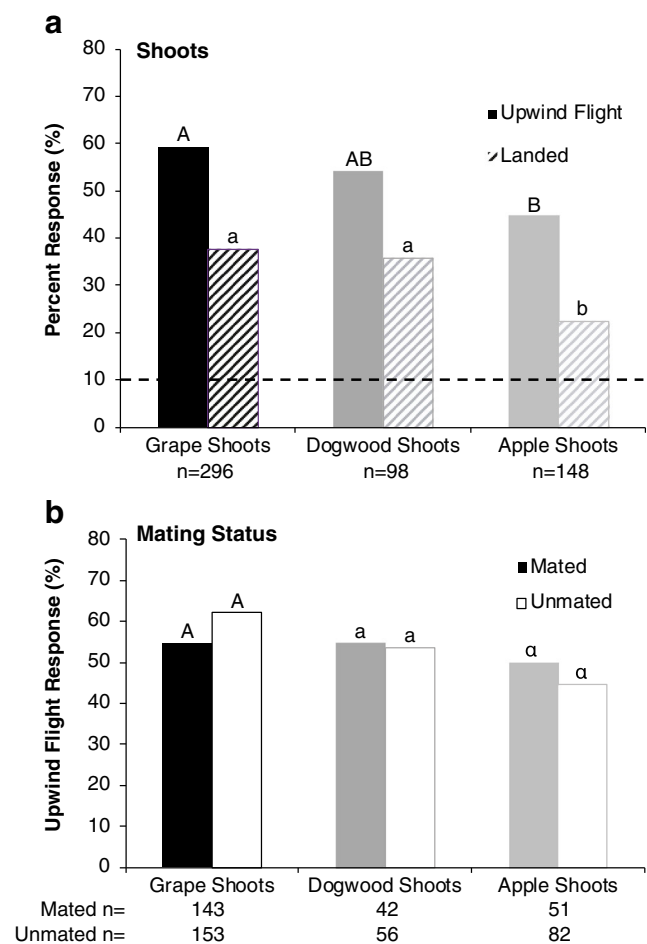 a
Shoots
Percent Response (%)
80
70
60
50
40
30
20
10
0
Upwind Flight
Landed
A
a
AB
a
B
b
Grape Shoots
Dogwood Shoots
Apple Shoots
n=296
n=98
n=148
b
Mating Status
Upwind Flight Response (%)
80
70
60
50
40
30
20
10
0
Mated
Unmated
A
A
a
a
α
α
Grape Shoots
Dogwood Shoots
Apple Shoots
Mated n= 143 42 51
Unmated n= 153 56 82